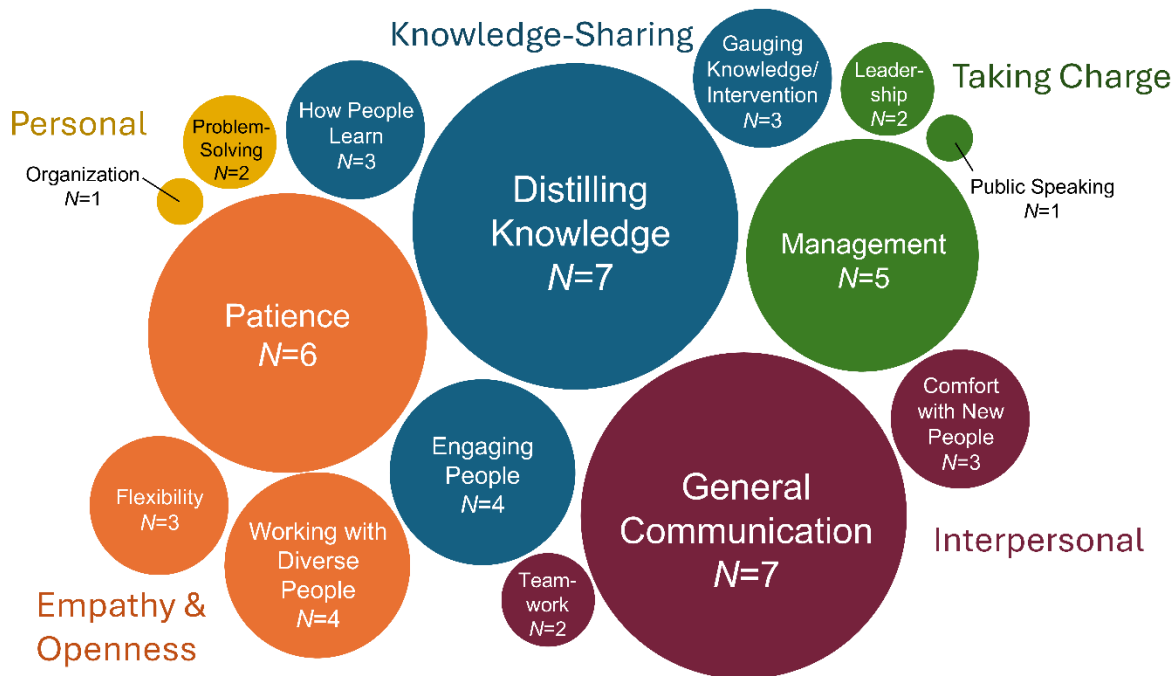 Knowledge-Sharing
Gauging
Knowledge/
Intervention
N=3
Leader-
ship
N=2
Taking Charge
Personal
Problem-
Solving
N=2
How People
Learn
N=3
Organization
N=1
Public Speaking
N=1
Distilling
Knowledge
N=7
Management
N=5
Patience
N=6
Comfort
with New
People
N=3
Engaging
People
N=4
General
Communication
N=7
Flexibility
N=3
Working with
Diverse
People
N=4
Interpersonal
Team-
work
N=2
Empathy &
Openness